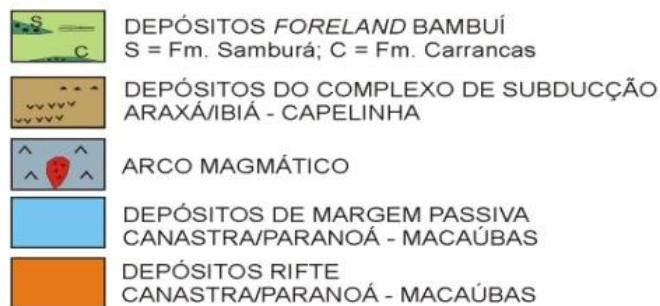 S
C
DEPÓSITOS FORELAND BAMBUÍ
S = Fm. Samburá; C = Fm. Carrancas
DEPÓSITOS DO COMPLEXO DE SUBDUCÇÃO
ARAXÁ/IBIÁ - CAPELINHA
ARCO MAGMÁTICO
DEPÓSITOS DE MARGEM PASSIVA
CANASTRA/PARANOÁ - MACAÚBAS
DEPÓSITOS RIFTE
CANASTRA/PARANOÁ - MACAÚBAS